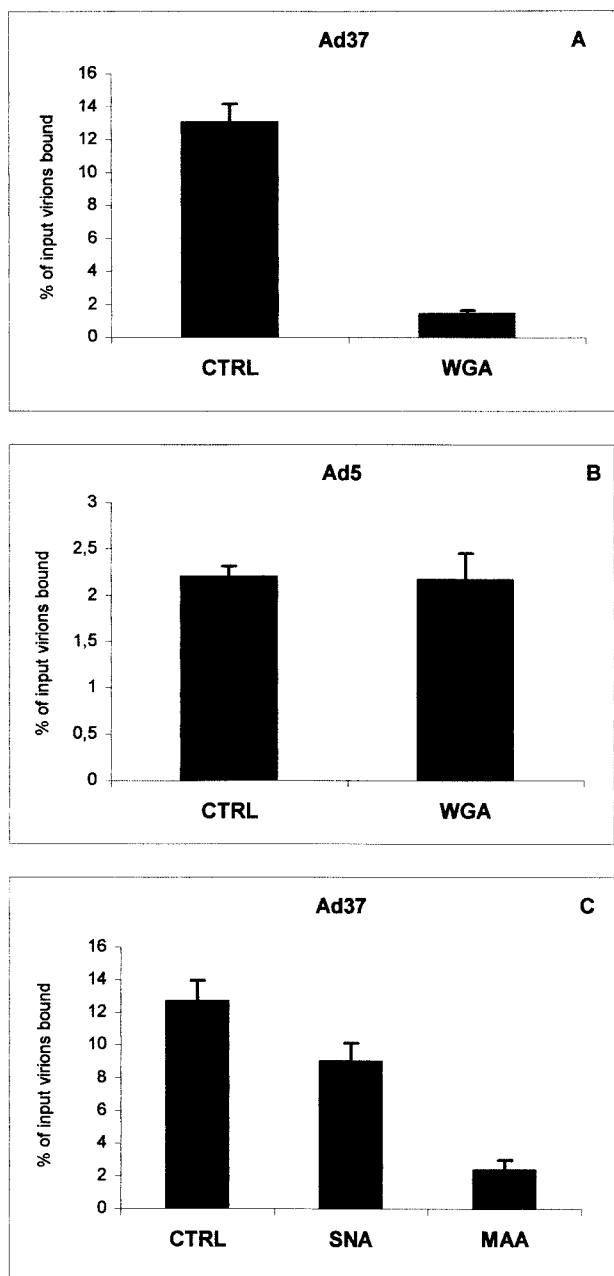 Ad37 A
% of input virions bound
16
14
12
10
8
6
4
2
0
CTRL WGA
Ad5 B
% of input virions bound
3
2,5
2
1,5
1
0,5
0
CTRL WGA
Ad37 C
% of input virions bound
16
14
12
10
8
6
4
2
0
CTRL SNA MAA